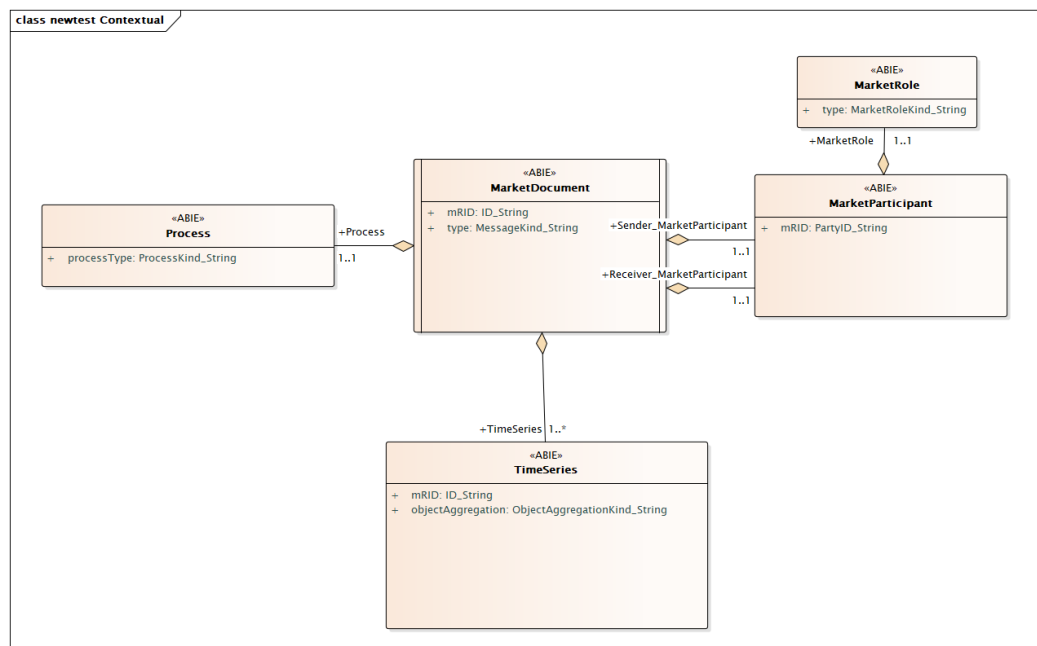 class newtest Contextual
«ABIE»
MarketRole
+ type: MarketRoleKind_String
+MarketRole 1..1
«ABIE»
MarketDocument
+ mRID: ID_String
+ type: MessageKind_String
«ABIE»
MarketParticipant
+ mRID: PartyID_String
«ABIE»
Process
+ processType: ProcessKind_String
+Process
1..1
+Sender_MarketParticipant
1..1
+Receiver_MarketParticipant
1..1
+TimeSeries 1..*
«ABIE»
TimeSeries
+ mRID: ID_String
+ objectAggregation: ObjectAggregationKind_String